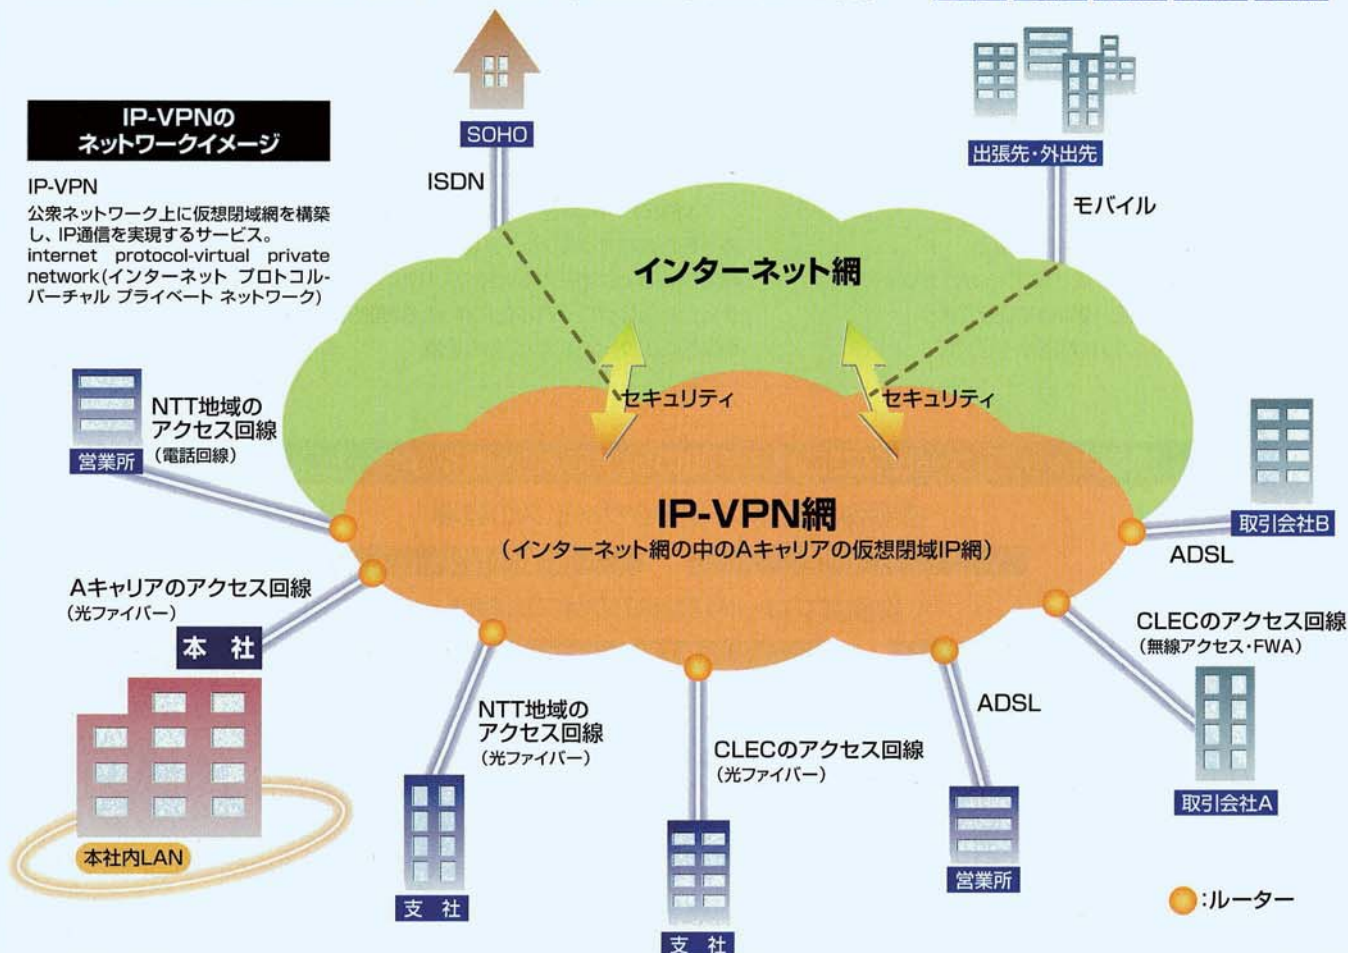 IP-VPNの
ネットワークイメージ
IP-VPN
公衆ネットワーク上に仮想閉域網を構築
し、IP通信を実現するサービス。
internet protocol-virtual private
network(インターネット プロトコル-
バーチャル プライベート ネットワーク)
SOHO
ISDN
出張先・外出先
モバイル
インターネット網
セキュリティ
セキュリティ
NTT地域の
アクセス回線
(電話回線)
営業所
IP-VPN網
(インターネット網の中のAキャリアの仮想閉域IP網)
取引会社B
ADSL
Aキャリアのアクセス回線
(光ファイバー)
本 社
本社内LAN
NTT地域の
アクセス回線
(光ファイバー)
支 社
CLECのアクセス回線
(光ファイバー)
支 社
ADSL
営業所
CLECのアクセス回線
(無線アクセス・FWA)
取引会社A
:ルーター